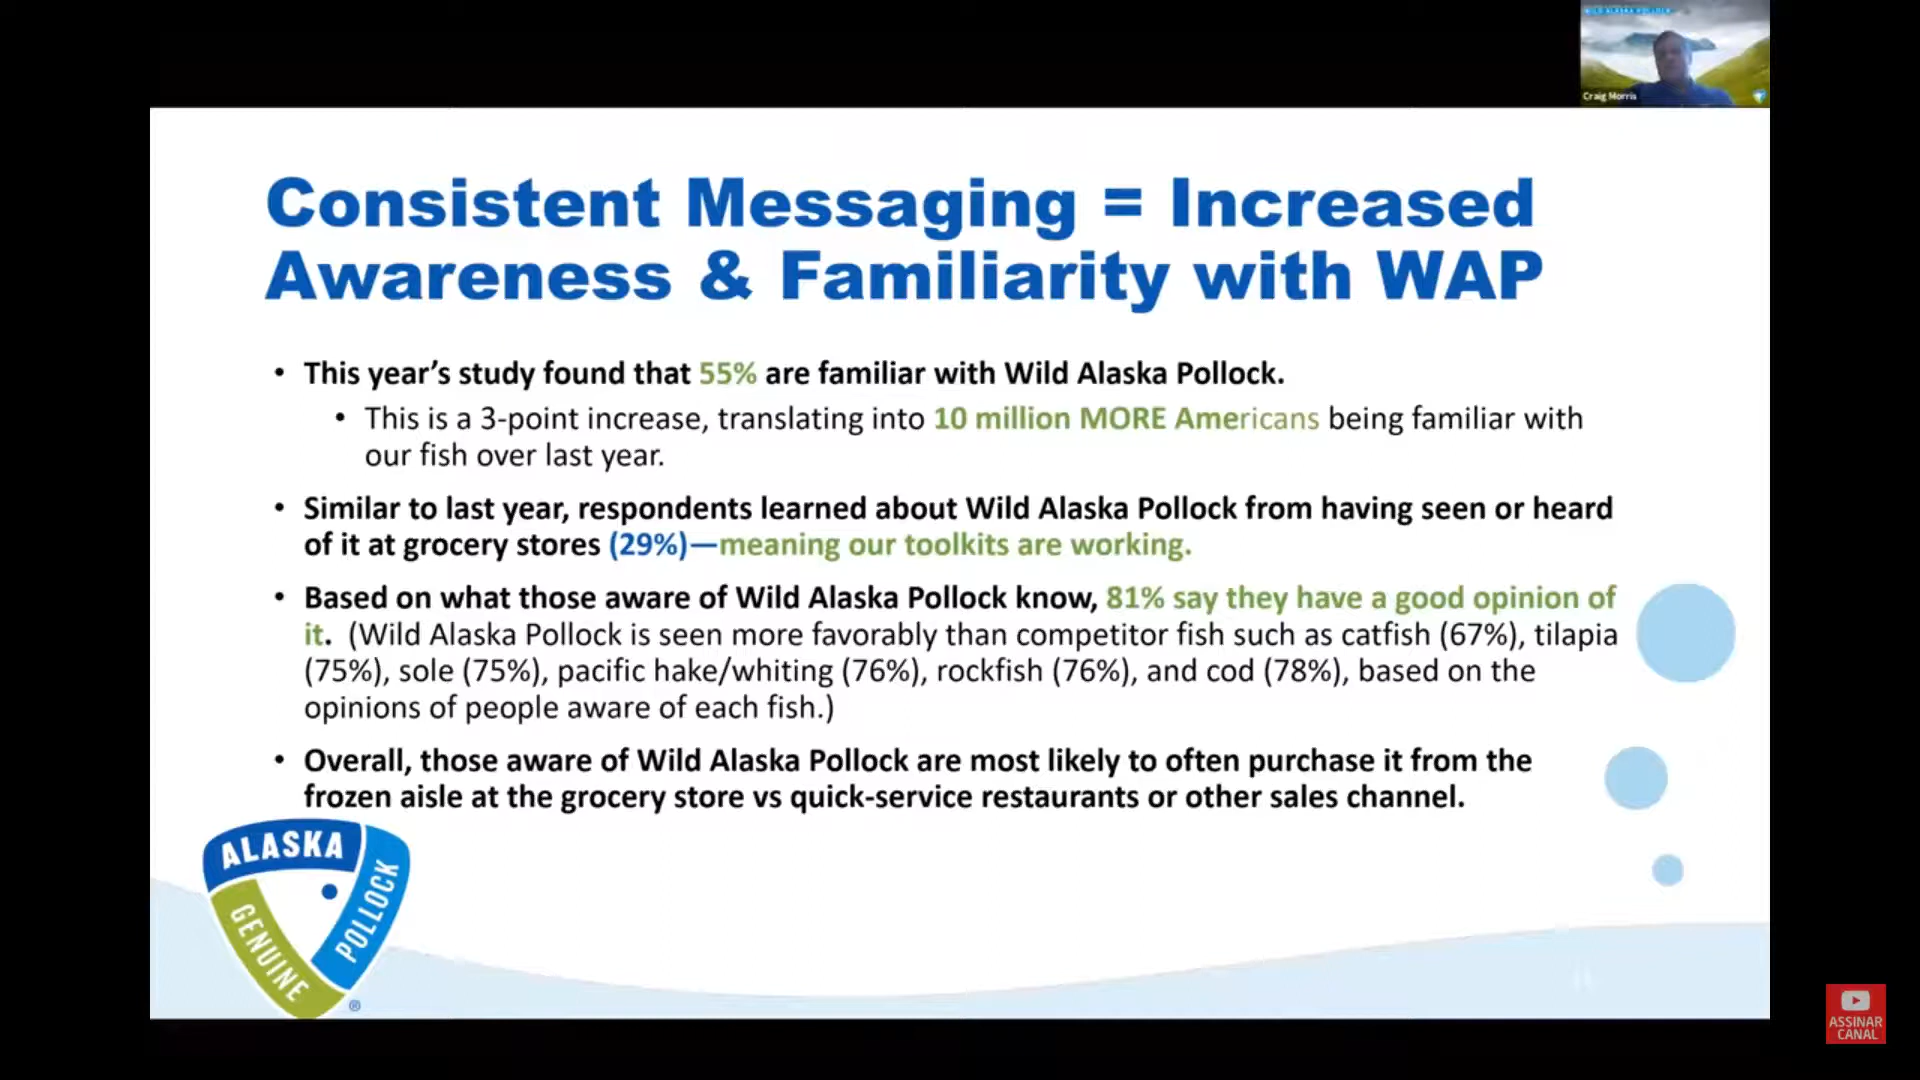 WILD ALASKA POLLOCK
Craig Morris
Consistent Messaging = Increased
Awareness & Familiarity with WAP
• This year’s study found that 55% are familiar with Wild Alaska Pollock.
• This is a 3-point increase, translating into 10 million MORE Americans being familiar with
our fish over last year.
• Similar to last year, respondents learned about Wild Alaska Pollock from having seen or heard
of it at grocery stores (29%)—meaning our toolkits are working.
• Based on what those aware of Wild Alaska Pollock know, 81% say they have a good opinion of
it. (Wild Alaska Pollock is seen more favorably than competitor fish such as catfish (67%), tilapia
(75%), sole (75%), pacific hake/whiting (76%), rockfish (76%), and cod (78%), based on the
opinions of people aware of each fish.)
• Overall, those aware of Wild Alaska Pollock are most likely to often purchase it from the
frozen aisle at the grocery store vs quick-service restaurants or other sales channel.
ALASKA
POLLOCK
GENUINE
®
ASSINAR
CANAL